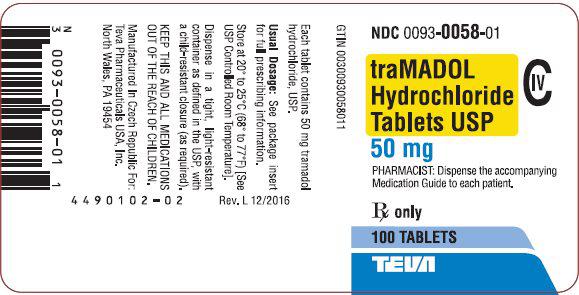 NDC 0093-0058-01
traMADOL
Hydrochloride
Tablets USP
CIV
50 mg
PHARMACIST: Dispense the accompanying
Medication Guide to each patient.
Rx only
100 TABLETS
TEVA
GTIN 00300930058011
Each tablet contains 50 mg tramadol
hydrochloride, USP.
Usual Dosage: See package insert
for full prescribing information.
Store at 20° to 25°C (68° to 77°F) [See
USP Controlled Room Temperature].
Dispense in a tight, light-resistant
container as defined in the USP, with
a child-resistant closure (as required).
KEEP THIS AND ALL MEDICATIONS
OUT OF THE REACH OF CHILDREN.
Manufactured in Czech Republic For:
Teva Pharmaceuticals USA, Inc.
North Wales, PA 19454
Rev. L 12/2016
4490102-02
N
3 0093-0058-01 1